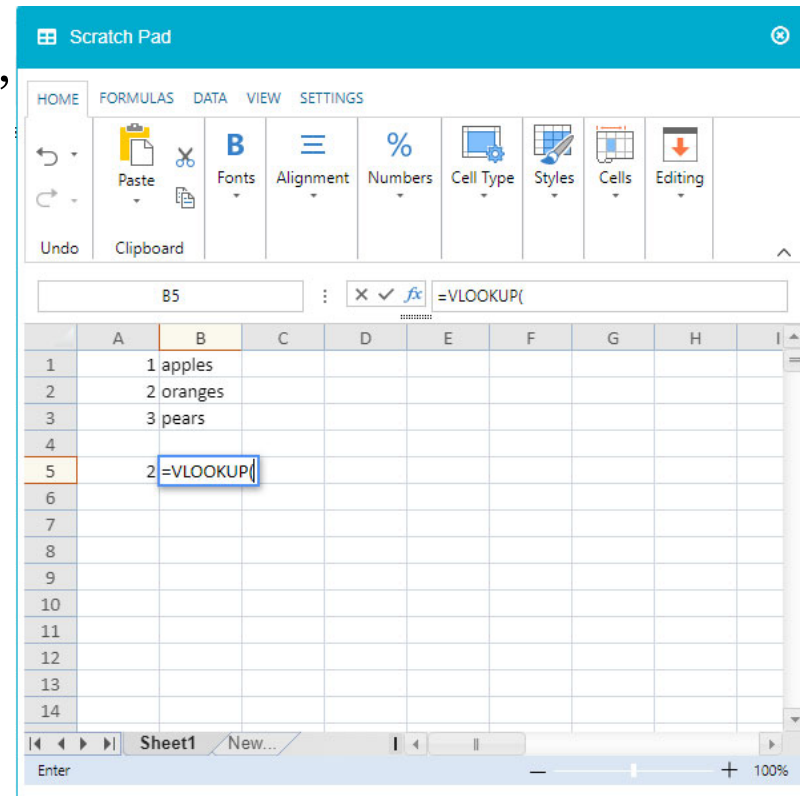 Scratch Pad
,
HOME FORMULAS DATA VIEW SETTINGS
Paste B % 
Fonts Alignment Numbers Cell Type Styles Cells Editing
Undo Clipboard
B5 fx =VLOOKUP(
A B C D E F G H I
1 1 apples
2 2 oranges
3 3 pears
4
5 2 =VLOOKUP(
6
7
8
9
10
11
12
13
14
Sheet1 New...
Enter 100%